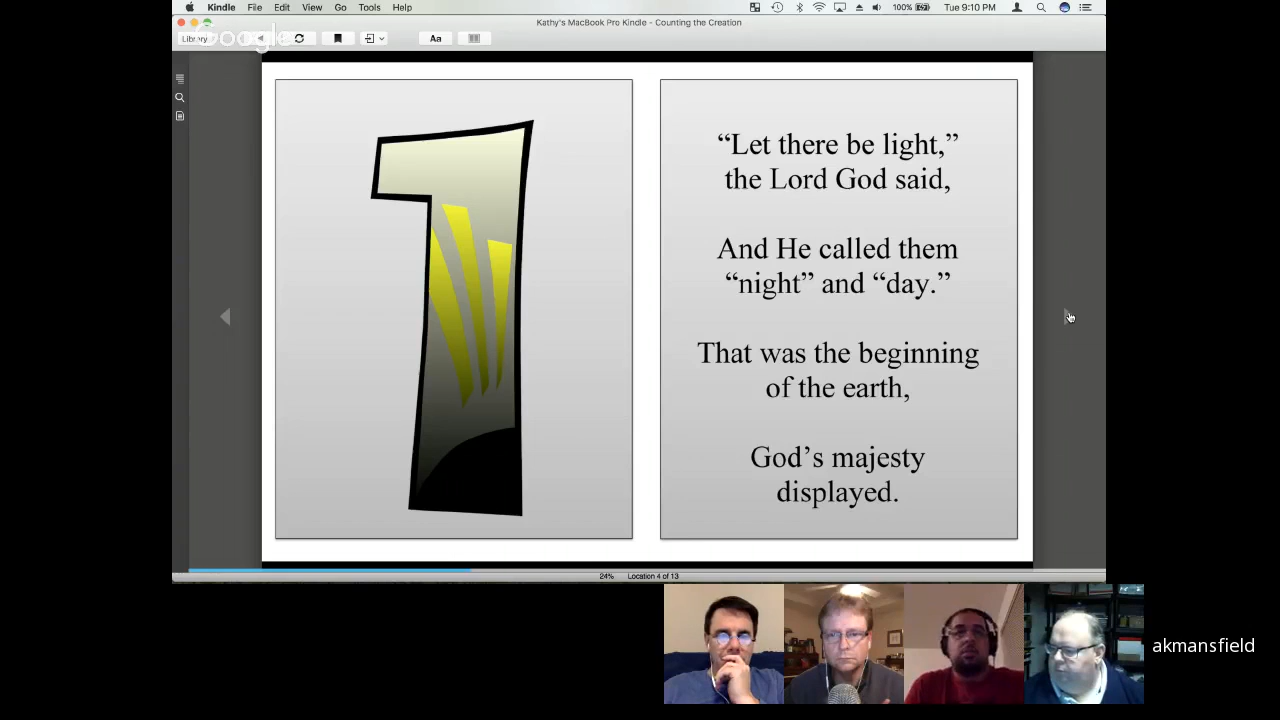 Kindle File Edit View Go Tools Help
100%
Tue 9:10 PM
Kathy's MacBook Pro Kindle - Counting the Creation
Library
Google
Aa
1
“Let there be light,”
the Lord God said,
And He called them
“night” and “day.”
That was the beginning
of the earth,
God’s majesty
displayed.
24% Location 4 of 13
akmansfield